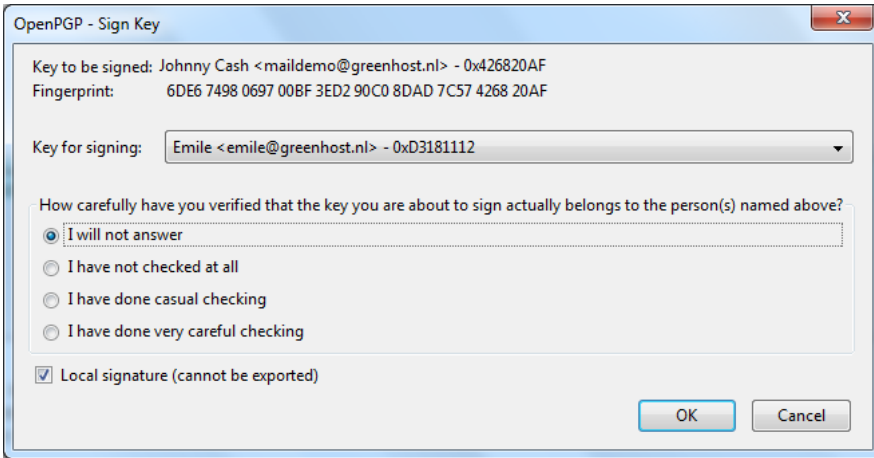 OpenPGP - Sign Key
Key to be signed: Johnny Cash <maildemo@greenhost.nl> - 0x426820AF
Fingerprint: 6DE6 7498 0697 00BF 3ED2 90C0 8DAD 7C57 4268 20AF
Key for signing: Emile <emile@greenhost.nl> - 0xD3181112
How carefully have you verified that the key you are about to sign actually belongs to the person(s) named above?
I will not answer
I have not checked at all
I have done casual checking
I have done very careful checking
Local signature (cannot be exported)
OK Cancel